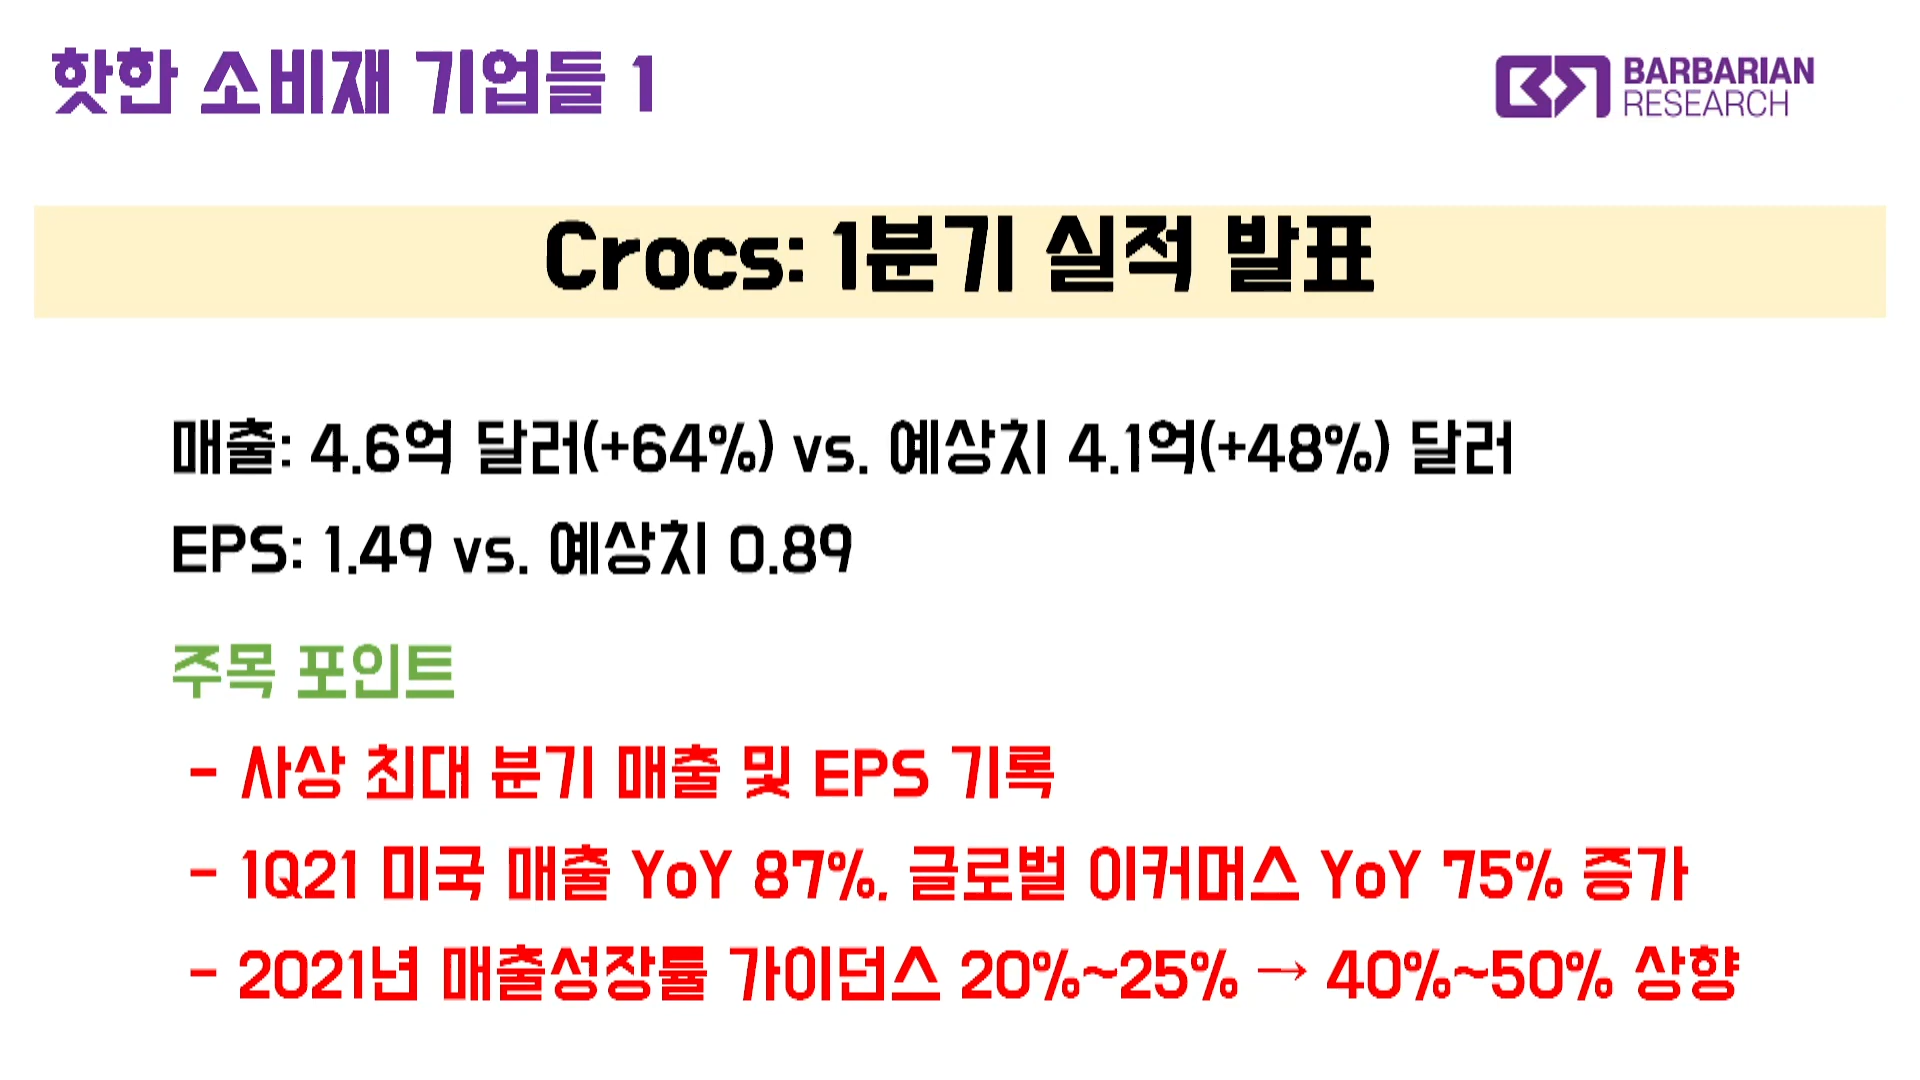 핫한 소비재 기업들 1
BARBARIAN
RESEARCH
Crocs: 1분기 실적 발표
매출: 4.6억 달러(+64%) vs. 예상치 4.1억(+48%) 달러
EPS: 1.49 vs. 예상치 0.89
주목 포인트
- 사상 최대 분기 매출 및 EPS 기록
- 1Q21 미국 매출 YoY 87%, 글로벌 이커머스 YoY 75% 증가
- 2021년 매출성장률 가이던스 20%~25% → 40%~50% 상향